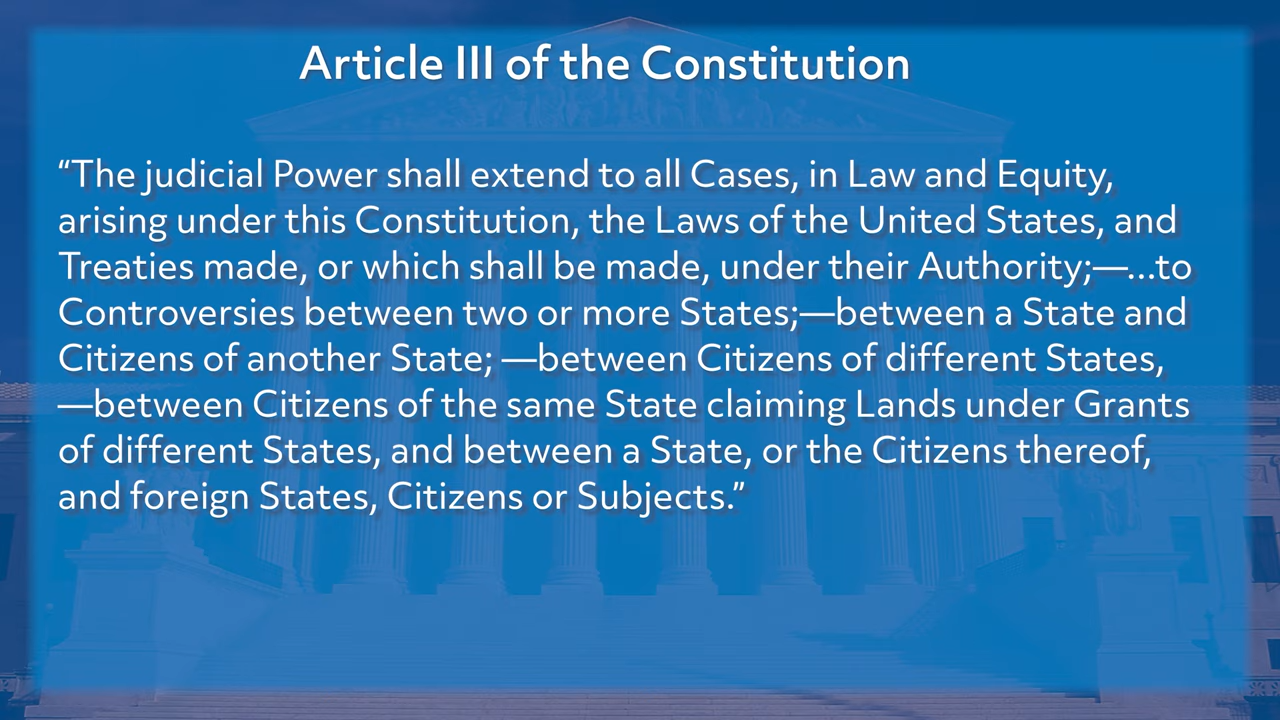 Article III of the Constitution
“The judicial Power shall extend to all Cases, in Law and Equity,
arising under this Constitution, the Laws of the United States, and
Treaties made, or which shall be made, under their Authority;—...to
Controversies between two or more States;—between a State and
Citizens of another State; —between Citizens of different States,
—between Citizens of the same State claiming Lands under Grants
of different States, and between a State, or the Citizens thereof,
and foreign States, Citizens or Subjects.”